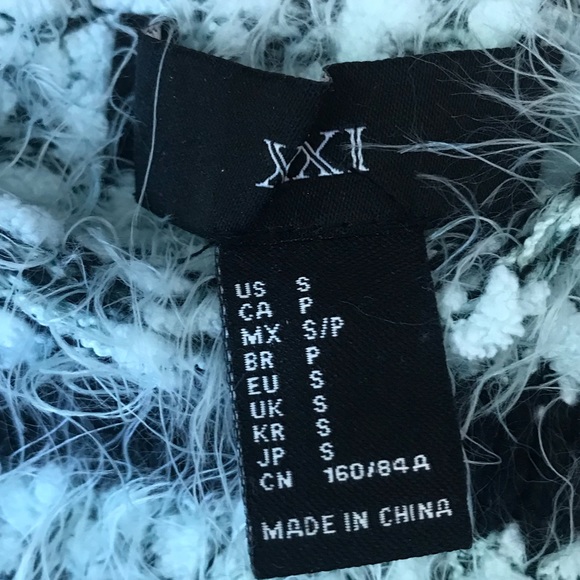 XXI
US S
CA P
MX S/P
BR P
EU S
UK S
KR S
JP S
CN 160/84A
MADE IN CHINA